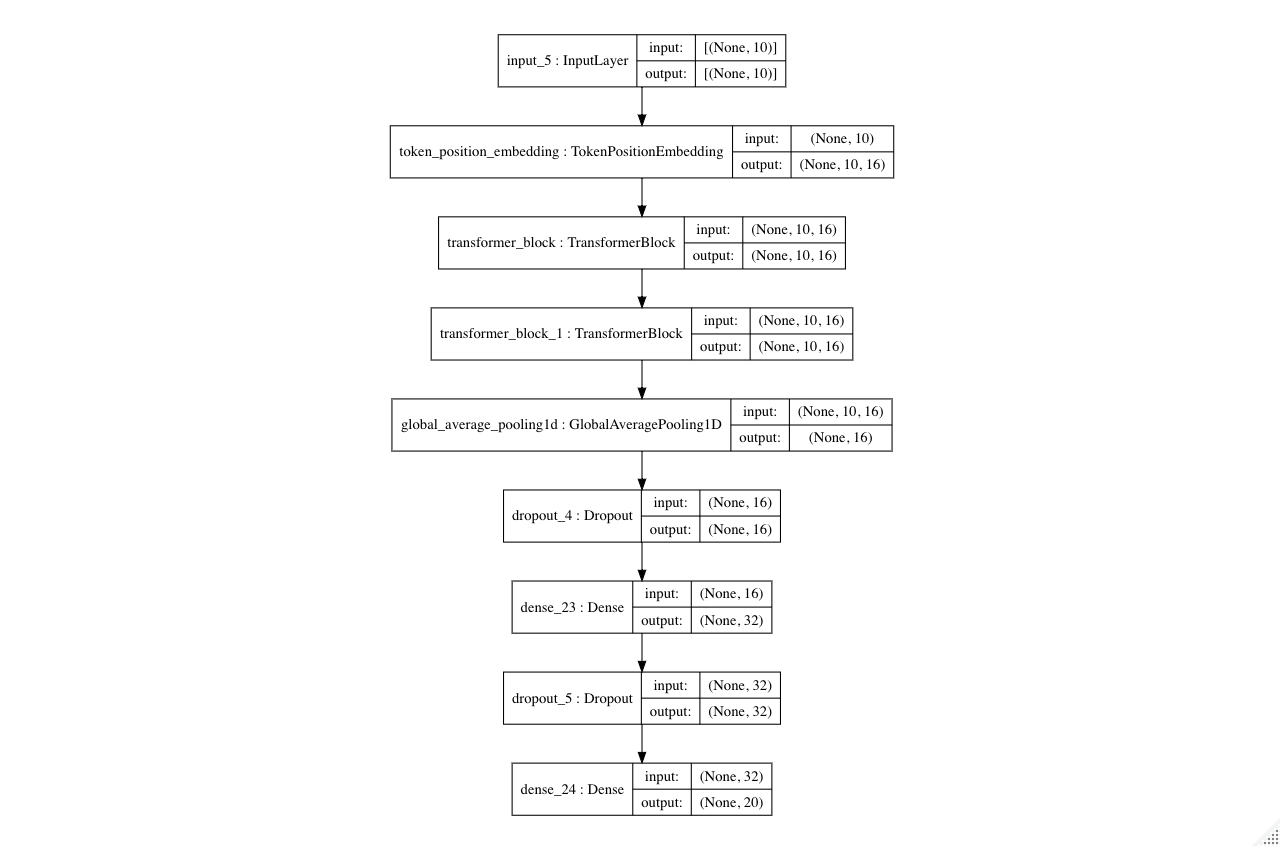 input_5 : InputLayer
input: [(None, 10)]
output: [(None, 10)]
token_position_embedding : TokenPositionEmbedding
input: (None, 10)
output: (None, 10, 16)
transformer_block : TransformerBlock
input: (None, 10, 16)
output: (None, 10, 16)
transformer_block_1 : TransformerBlock
input: (None, 10, 16)
output: (None, 10, 16)
global_average_pooling1d : GlobalAveragePooling1D
input: (None, 10, 16)
output: (None, 16)
dropout_4 : Dropout
input: (None, 16)
output: (None, 16)
dense_23 : Dense
input: (None, 16)
output: (None, 32)
dropout_5 : Dropout
input: (None, 32)
output: (None, 32)
dense_24 : Dense
input: (None, 32)
output: (None, 20)